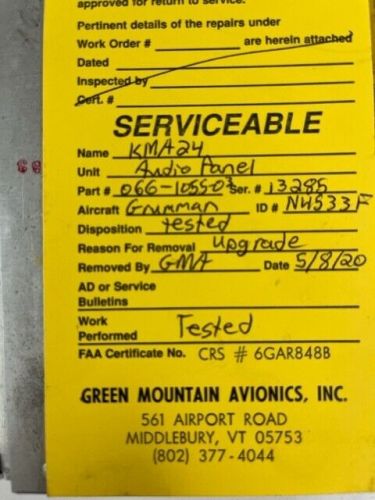 approved for return to service.
Pertinent details of the repairs under
Work Order # are herein attached
Dated
Inspected by
Cert. #
SERVICEABLE
Name KMA24
Unit Audio Panel
Part # 066-1055-03 Ser. # 13285
Aircraft Grumman ID # N4533F
Disposition tested
Reason For Removal upgrade
Removed By GMA Date 5/8/20
AD or Service
Bulletins
Work
Performed Tested
FAA Certificate No. CRS # 6GAR848B
GREEN MOUNTAIN AVIONICS, INC.
561 AIRPORT ROAD
MIDDLEBURY, VT 05753
(802) 377-4044